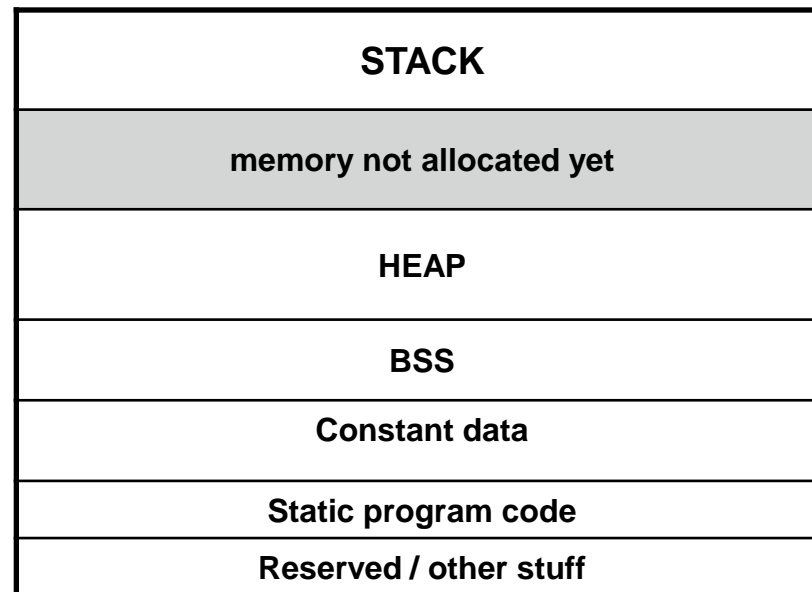 STACK
memory not allocated yet
HEAP
BSS
Constant data
Static program code
Reserved / other stuff